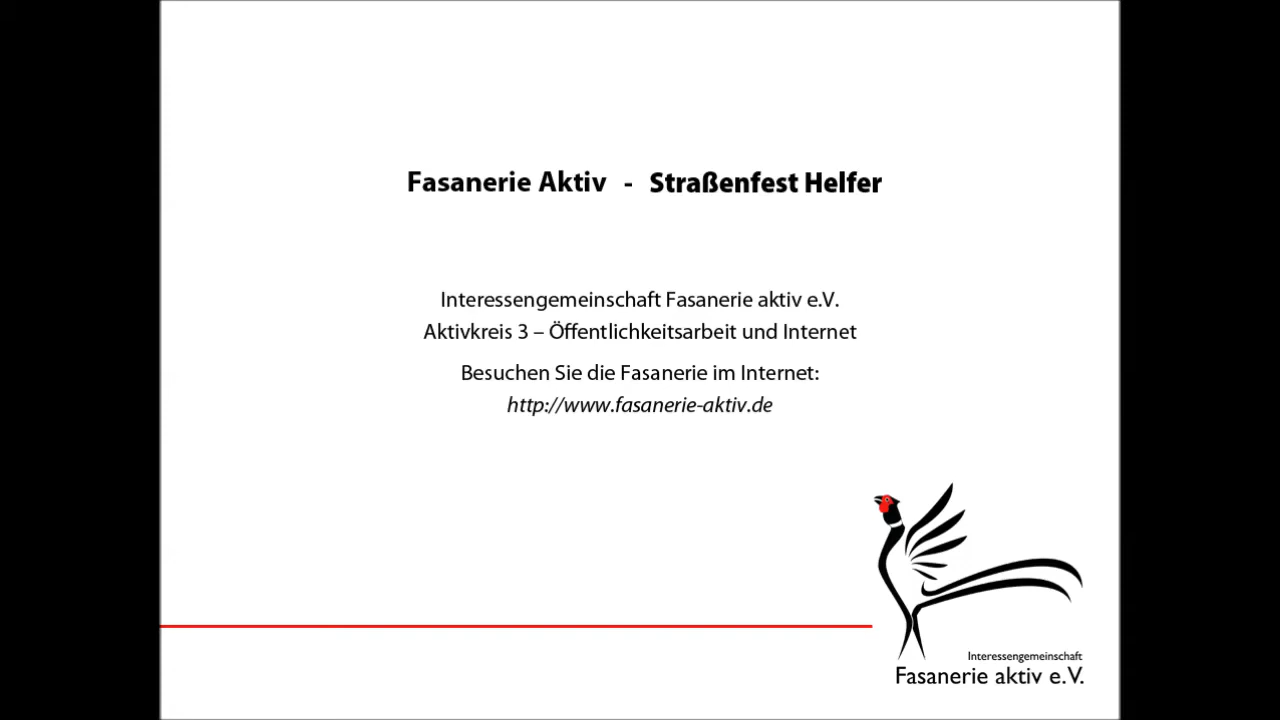 Fasanerie Aktiv - Straßenfest Helfer
Interessengemeinschaft Fasanerie aktiv e.V.
Aktivkreis 3 – Öffentlichkeitsarbeit und Internet
Besuchen Sie die Fasanerie im Internet:
http://www.fasanerie-aktiv.de
Interessengemeinschaft
Fasanerie aktiv e.V.